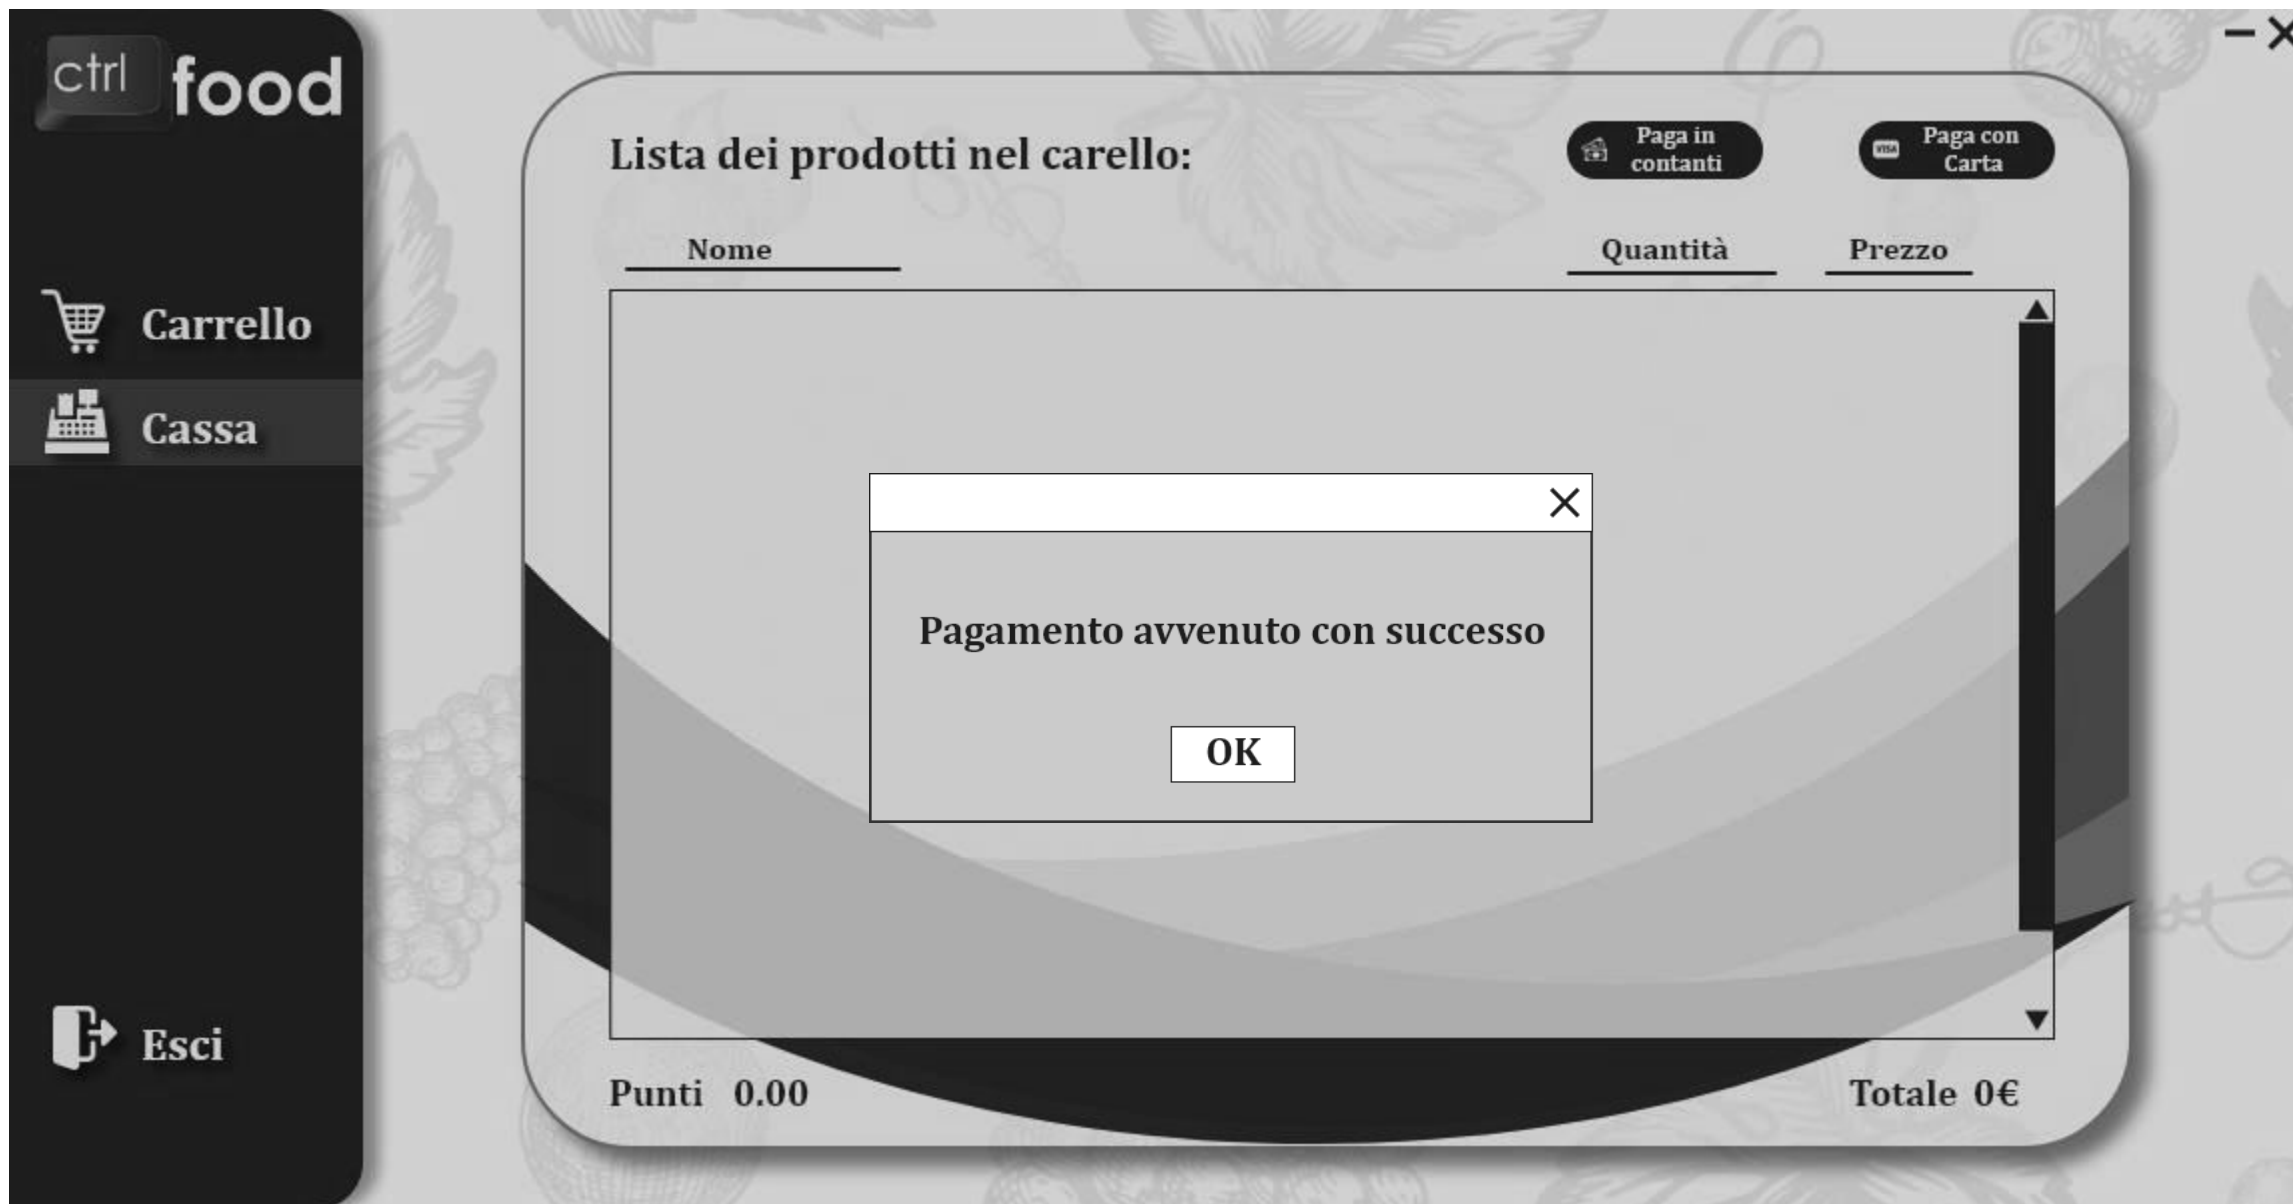 ctrl food
Lista dei prodotti nel carello:
Paga in
contanti
VISA
Paga con
Carta
Nome
Quantità
Prezzo
Carrello
Cassa
Pagamento avvenuto con successo
OK
Esci
Punti 0.00
Totale 0€